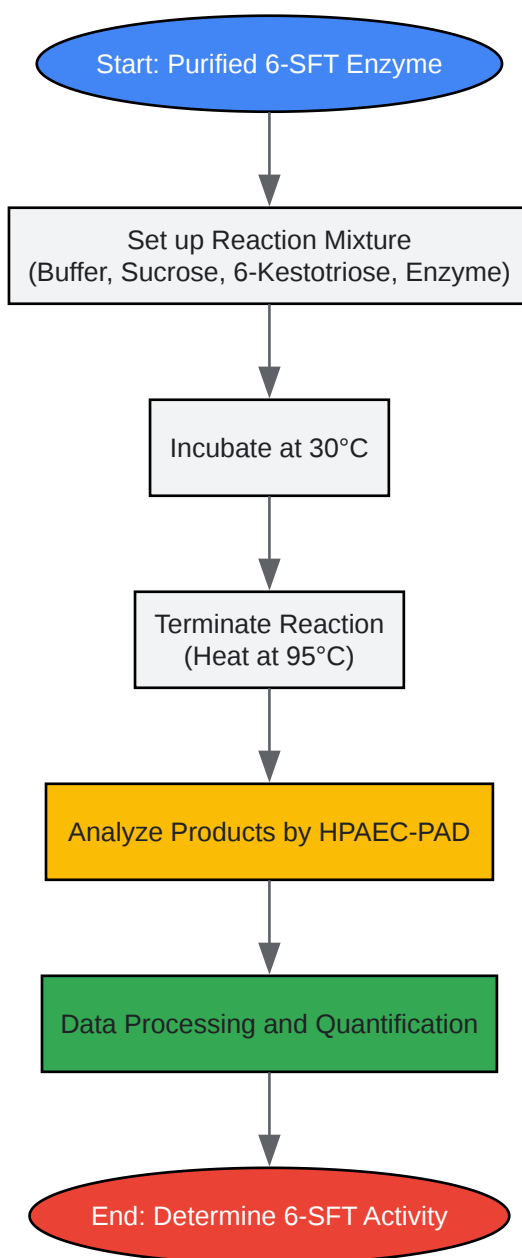 Start: Purified 6-SFT Enzyme
Set up Reaction Mixture
(Buffer, Sucrose, 6-Kestotriose, Enzyme)
Incubate at 30°C
Terminate Reaction
(Heat at 95°C)
Analyze Products by HPAEC-PAD
Data Processing and Quantification
End: Determine 6-SFT Activity